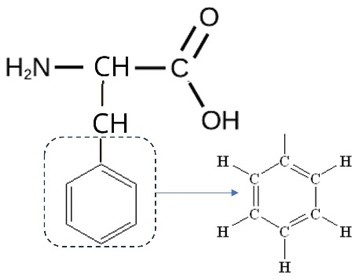 O
H₂N — CH — C
OH
CH
H C H
C C
C C
H C H
H